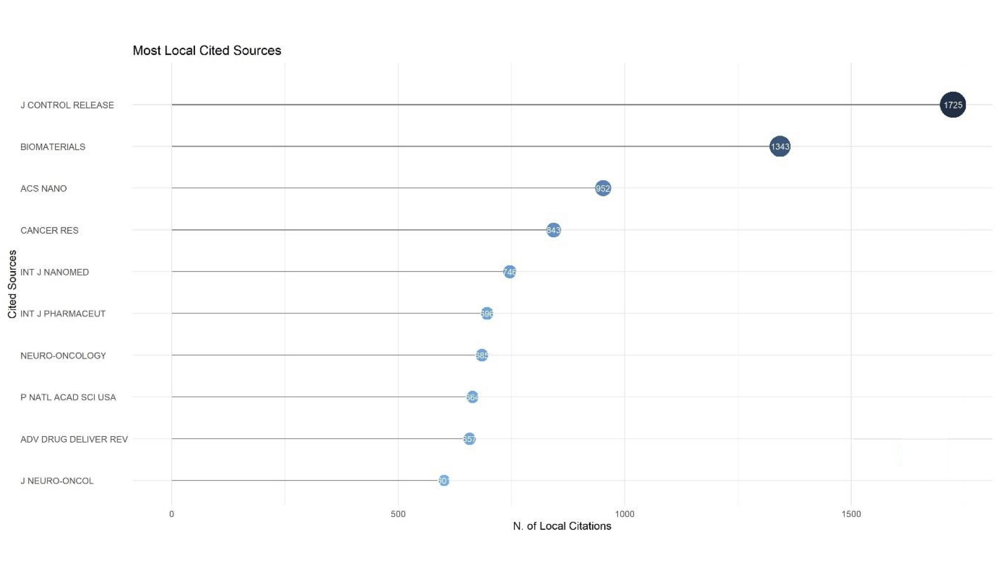 Most Local Cited Sources
J CONTROL RELEASE
1725
BIOMATERIALS
1343
ACS NANO
952
CANCER RES
843
INT J NANOMED
746
INT J PHARMACEUT
696
NEURO-ONCOLOGY
685
P NATL ACAD SCI USA
664
ADV DRUG DELIVER REV
657
J NEURO-ONCOL
Cited Sources
0 500 1000 1500
N. of Local Citations